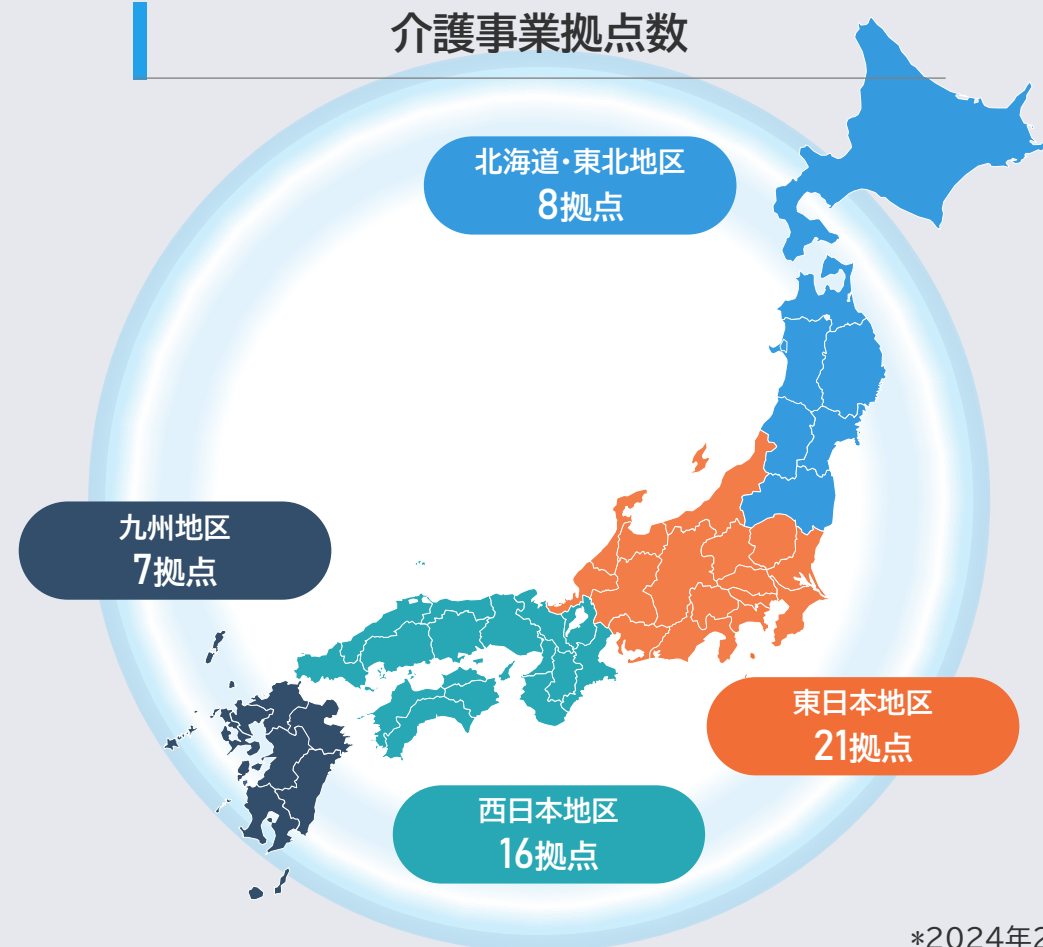 介護事業拠点数
北海道・東北地区
8拠点
九州地区
7拠点
東日本地区
21拠点
西日本地区
16拠点
*2024年2